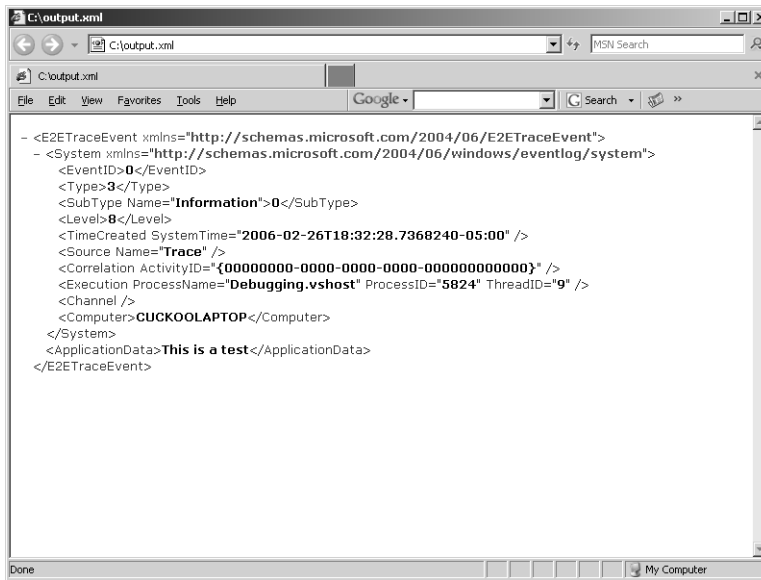 C:\output.xml
C:\output.xml
MSN Search
C:\output.xml
File Edit View Favorites Tools Help Google Search »
– <E2ETraceEvent xmlns="http://schemas.microsoft.com/2004/06/E2ETraceEvent">
– <System xmlns="http://schemas.microsoft.com/2004/06/windows/eventlog/system">
<EventID>0</EventID>
<Type>3</Type>
<SubType Name="Information">0</SubType>
<Level>8</Level>
<TimeCreated SystemTime="2006-02-26T18:32:28.7368240-05:00" />
<Source Name="Trace" />
<Correlation ActivityID="{00000000-0000-0000-0000-000000000000}" />
<Execution ProcessName="Debugging.vshost" ProcessID="5824" ThreadID="9" />
<Channel />
<Computer>CUCKOOLAPTOP</Computer>
</System>
<ApplicationData>This is a test</ApplicationData>
</E2ETraceEvent>
Done My Computer